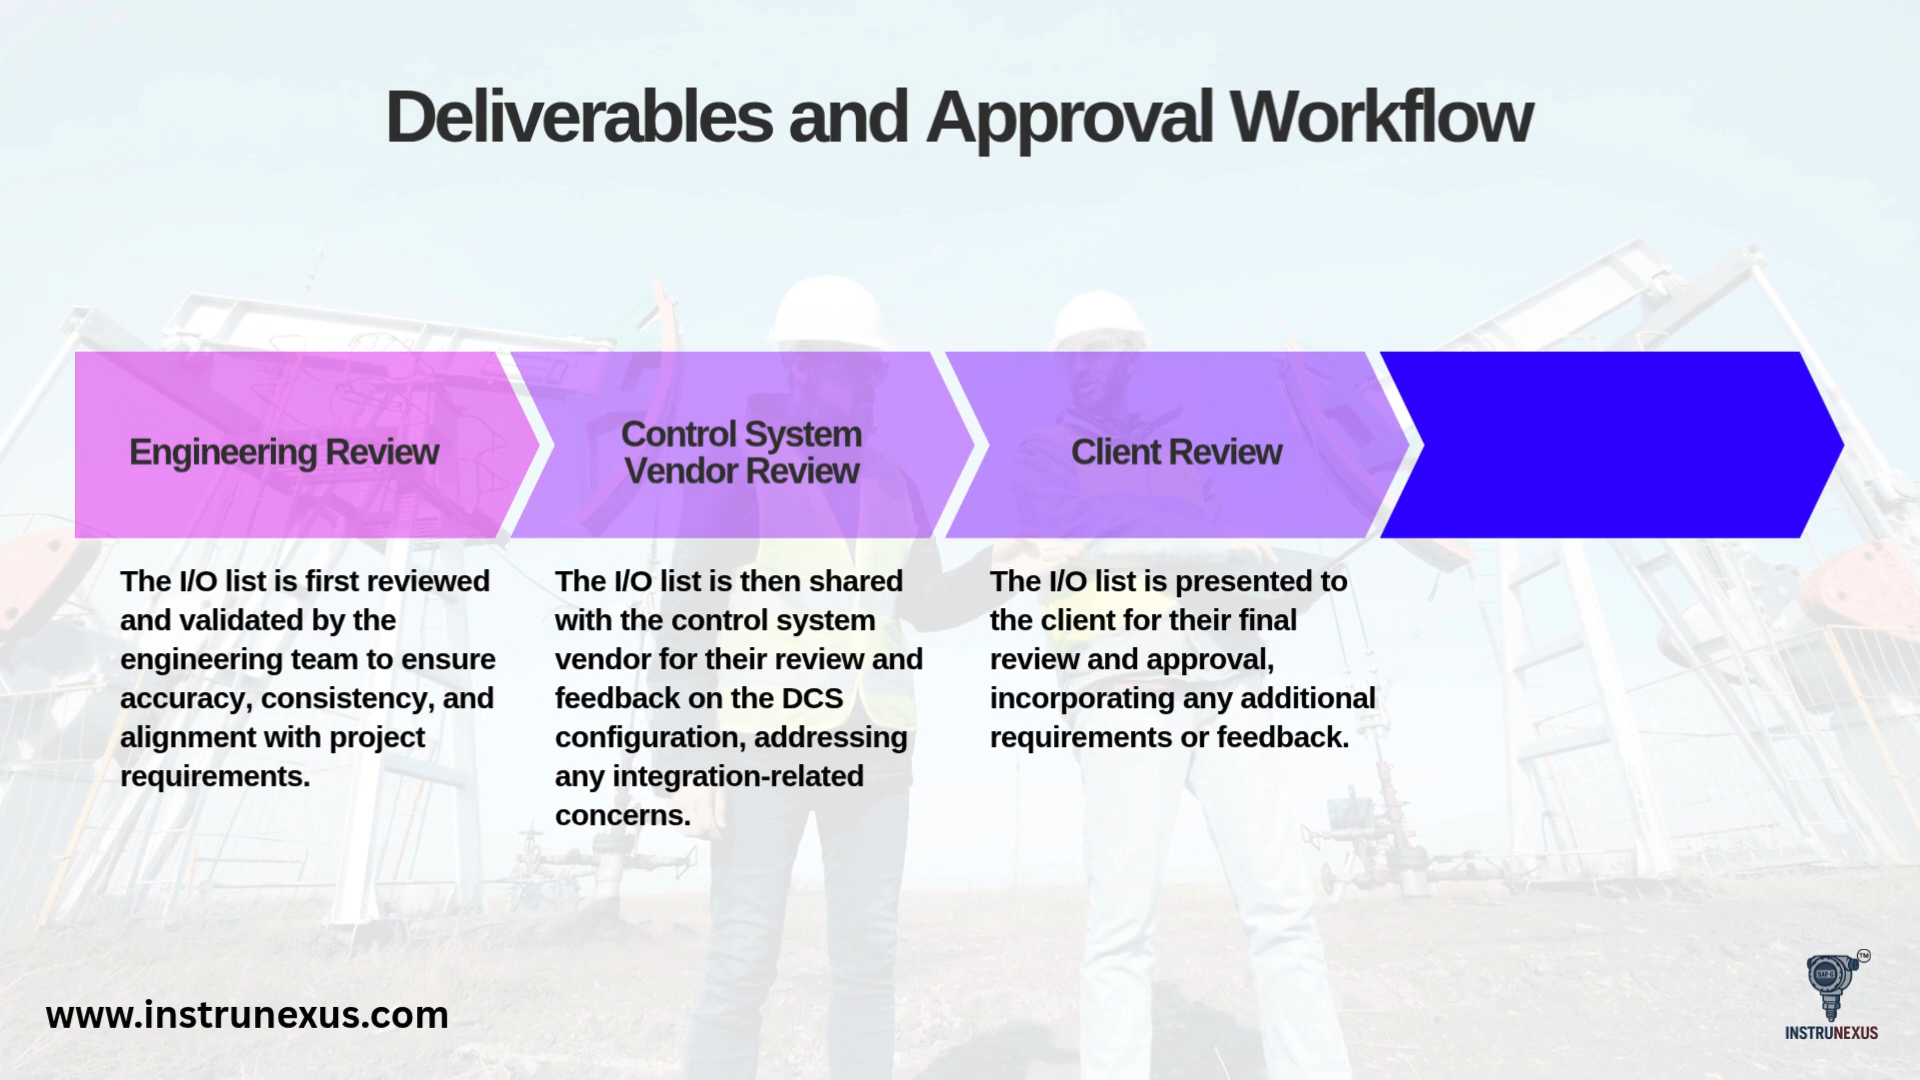 Deliverables and Approval Workflow
Engineering Review
Control System
Vendor Review
Client Review
The I/O list is first reviewed
and validated by the
engineering team to ensure
accuracy, consistency, and
alignment with project
requirements.
The I/O list is then shared
with the control system
vendor for their review and
feedback on the DCS
configuration, addressing
any integration-related
concerns.
The I/O list is presented to
the client for their final
review and approval,
incorporating any additional
requirements or feedback.
www.instrunexus.com
TM
INSTRUNEXUS